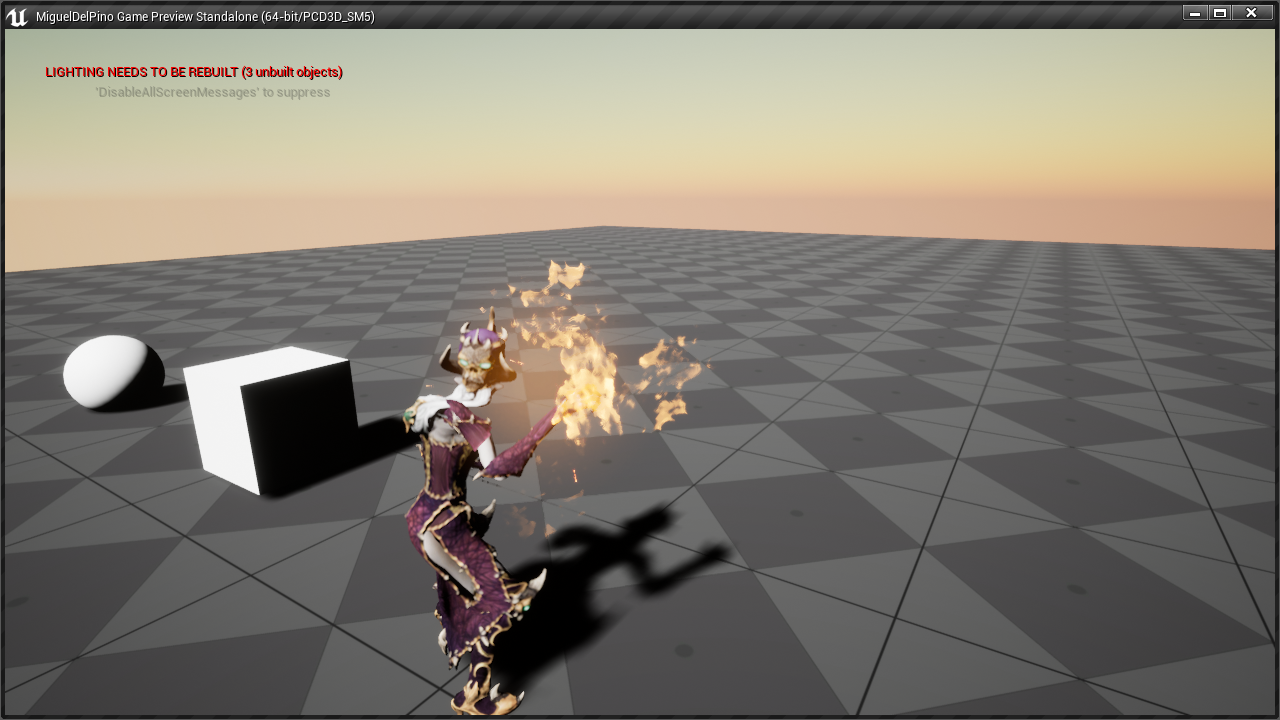 MiguelDelPino Game Preview Standalone (64-bit/PCD3D_SM5)
LIGHTING NEEDS TO BE REBUILT (3 unbuilt objects)
'DisableAllScreenMessages' to suppress